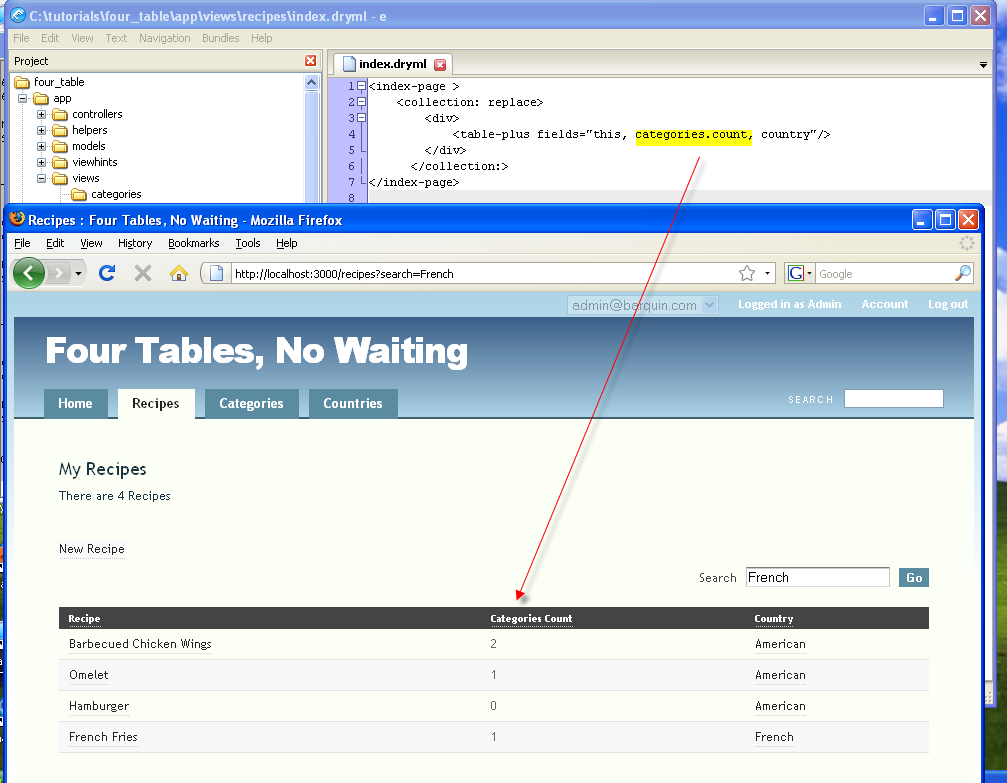 C:\tutorials\four_table\app\views\recipes\index.dryml - e
File Edit View Text Navigation Bundles Help
Project
index.dryml
four_table
app
controllers
helpers
models
viewhints
views
categories
1 <index-page >
2 <collection: replace>
3 <div>
4 <table-plus fields="this, categories.count, country"/>
5 </div>
6 </collection:>
7 </index-page>
8
Recipes : Four Tables, No Waiting - Mozilla Firefox
File Edit View History Bookmarks Tools Help
http://localhost:3000/recipes?search=French
G Google
admin@barquin.com Logged in as Admin Account Log out
Four Tables, No Waiting
Home Recipes Categories Countries SEARCH
My Recipes
There are 4 Recipes
New Recipe
Search French Go
Recipe Categories Count Country
Barbecued Chicken Wings 2 American
Omelet 1 American
Hamburger 0 American
French Fries 1 French